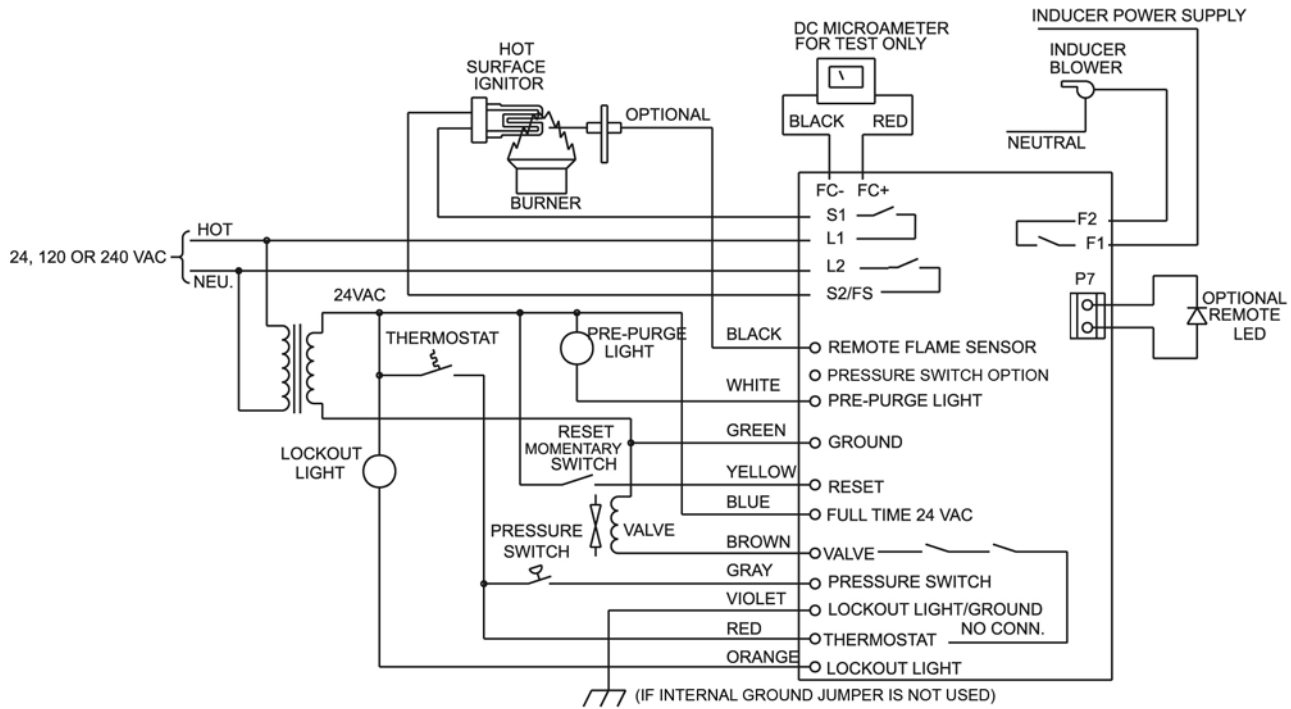 INDUCER POWER SUPPLY
DC MICROAMETER
FOR TEST ONLY
INDUCER
BLOWER
HOT
SURFACE
IGNITOR
OPTIONAL
BLACK
RED
NEUTRAL
BURNER
FC-
FC+
S1
F2
HOT
L1
F1
24, 120 OR 240 VAC
L2
P7
NEU.
S2/FS
24VAC
OPTIONAL
REMOTE
LED
THERMOSTAT
PRE-PURGE
LIGHT
BLACK
REMOTE FLAME SENSOR
PRESSURE SWITCH OPTION
WHITE
PRE-PURGE LIGHT
RESET
MOMENTARY
SWITCH
GREEN
GROUND
LOCKOUT
LIGHT
YELLOW
RESET
BLUE
FULL TIME 24 VAC
PRESSURE
SWITCH
VALVE
BROWN
VALVE
GRAY
PRESSURE SWITCH
VIOLET
LOCKOUT LIGHT/GROUND
NO CONN.
RED
THERMOSTAT
ORANGE
LOCKOUT LIGHT
(IF INTERNAL GROUND JUMPER IS NOT USED)